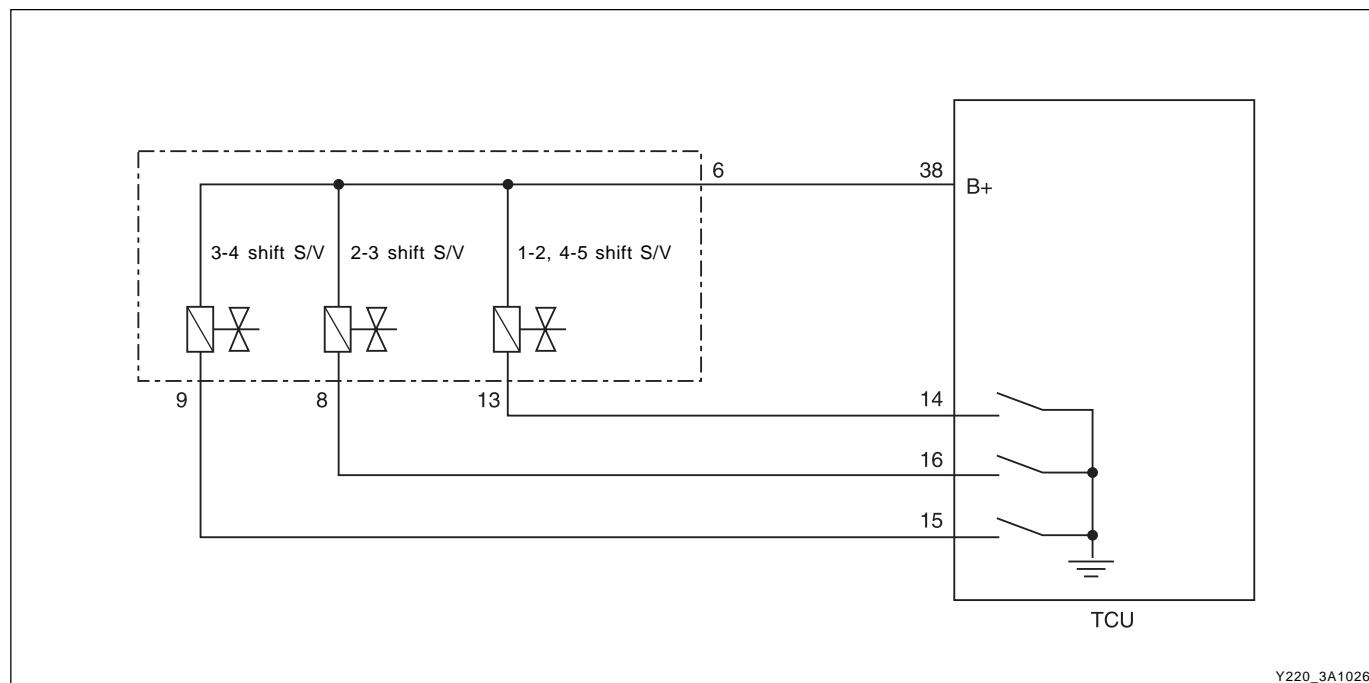 6
38
B+
3-4 shift S/V
2-3 shift S/V
1-2, 4-5 shift S/V
9
8
13
14
16
15
TCU
Y220_3A1026